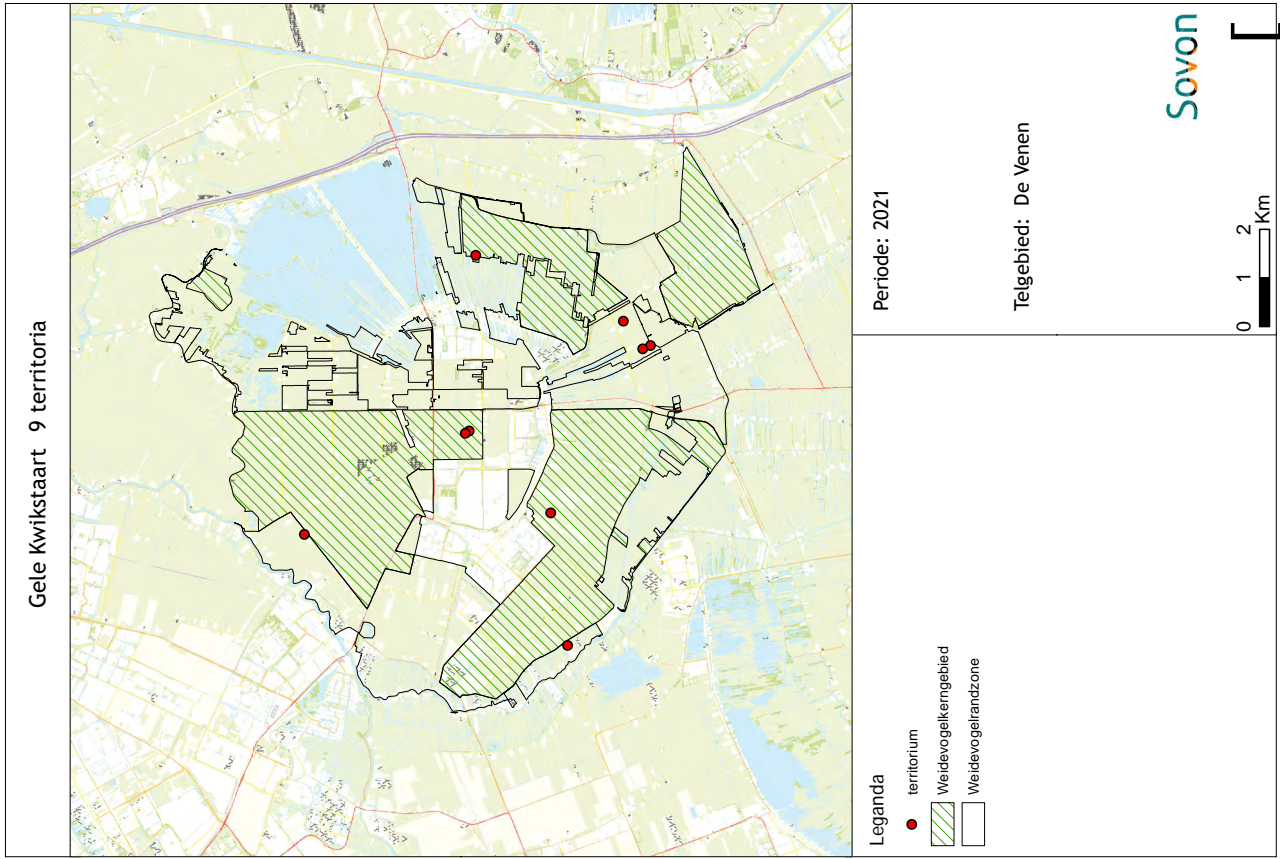 Gele Kwikstaart 9 territoria
Leganda
territorium
Weidevogelkerngebied
Weidevogelrandzone
Periode: 2021
Telgebied: De Venen
0 1 2
Km
Sovon